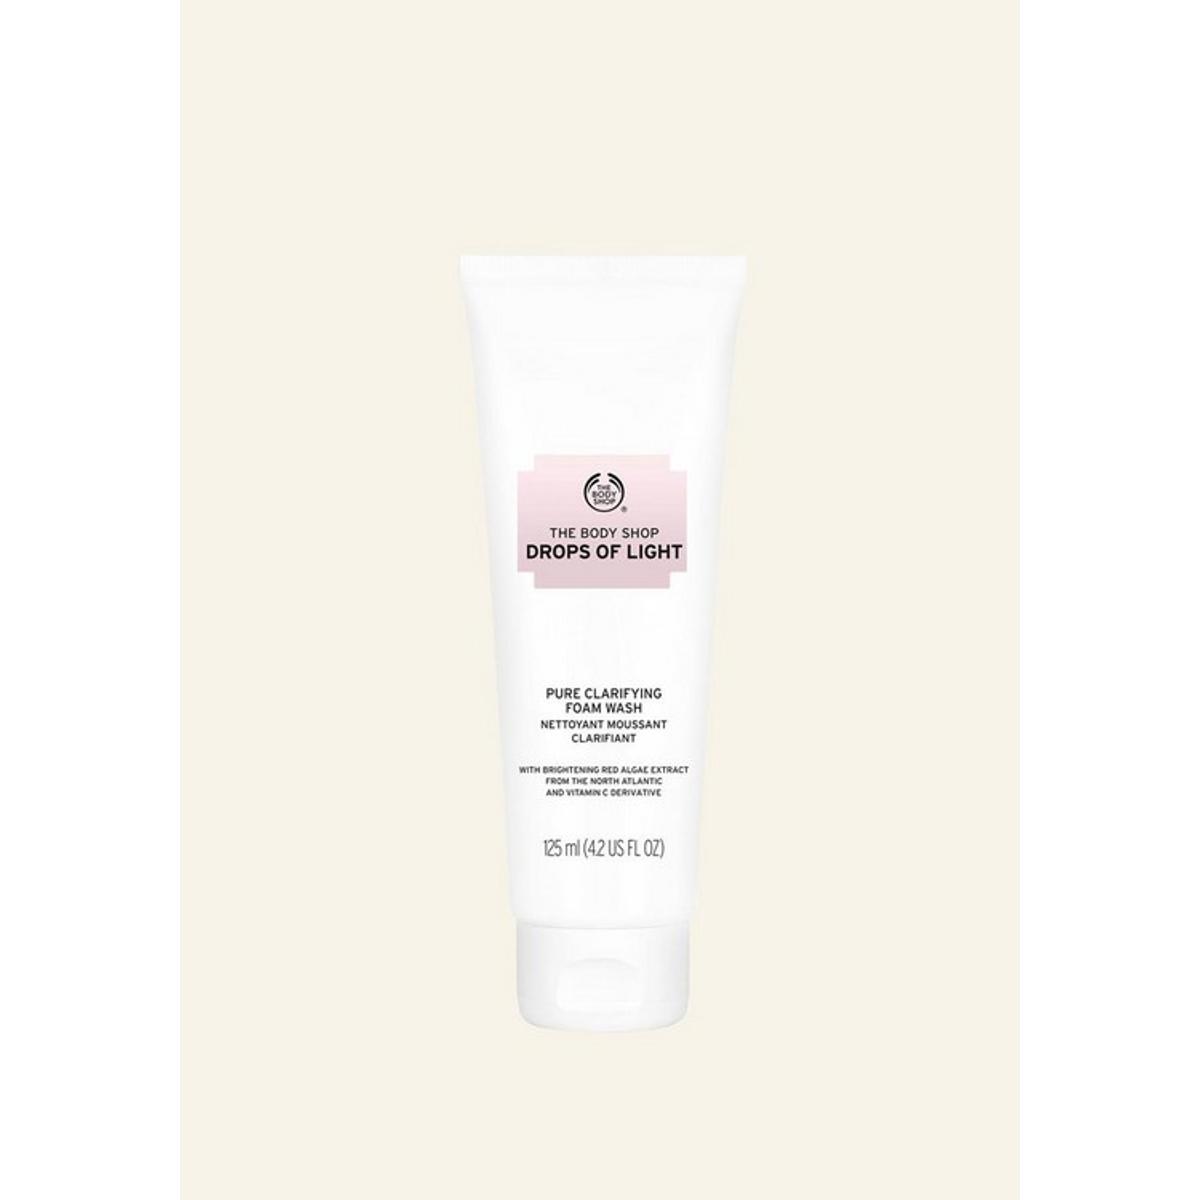 THE
BODY
SHOP
®
THE BODY SHOP
DROPS OF LIGHT
PURE CLARIFYING
FOAM WASH
NETTOYANT MOUSSANT
CLARIFIANT
WITH BRIGHTENING RED ALGAE EXTRACT
FROM THE NORTH ATLANTIC
AND VITAMIN C DERIVATIVE
125 ml (4.2 US FL OZ)